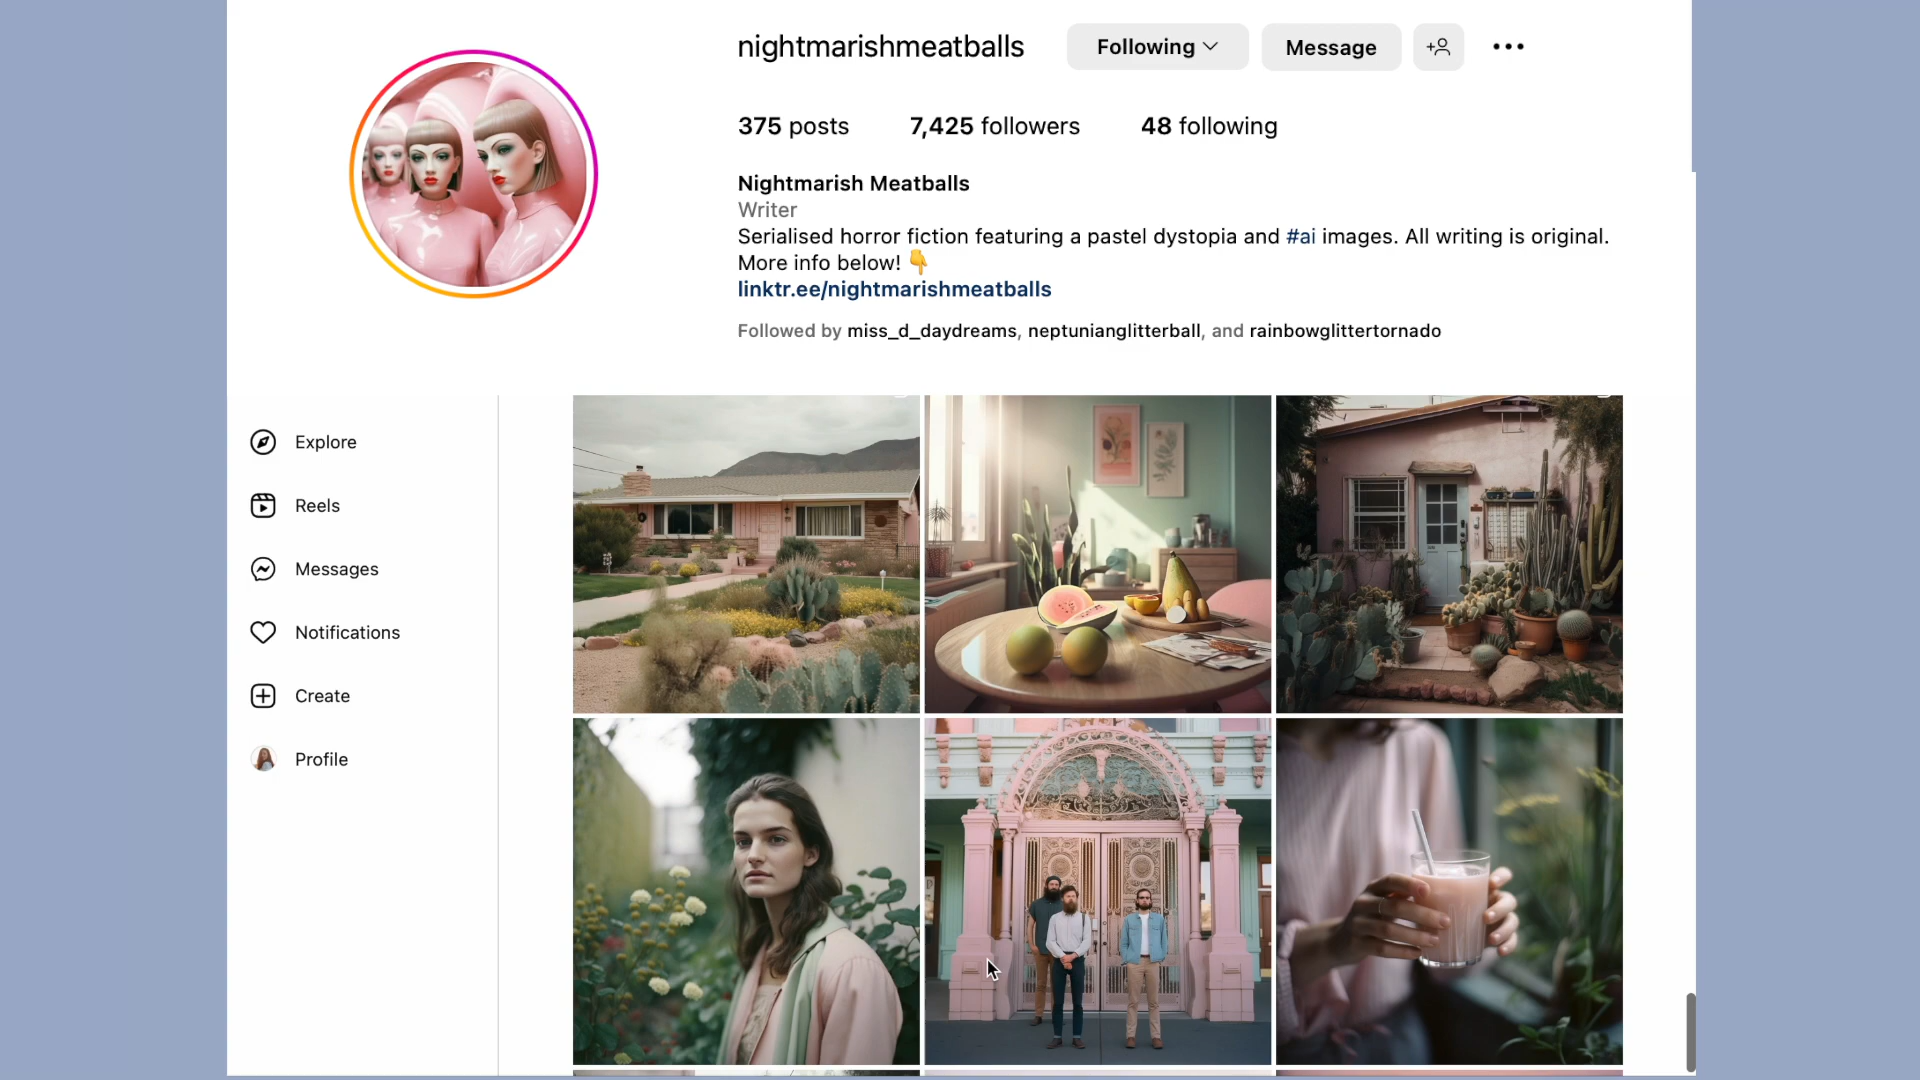 nightmarishmeatballs Following Message
375 posts 7,425 followers 48 following
Nightmarish Meatballs
Writer
Serialised horror fiction featuring a pastel dystopia and #ai images. All writing is original.
More info below! 👇
linktr.ee/nightmarishmeatballs
Followed by miss_d_daydreams, neptunianglitterball, and rainbowglittertornado
Explore
Reels
Messages
Notifications
Create
Profile